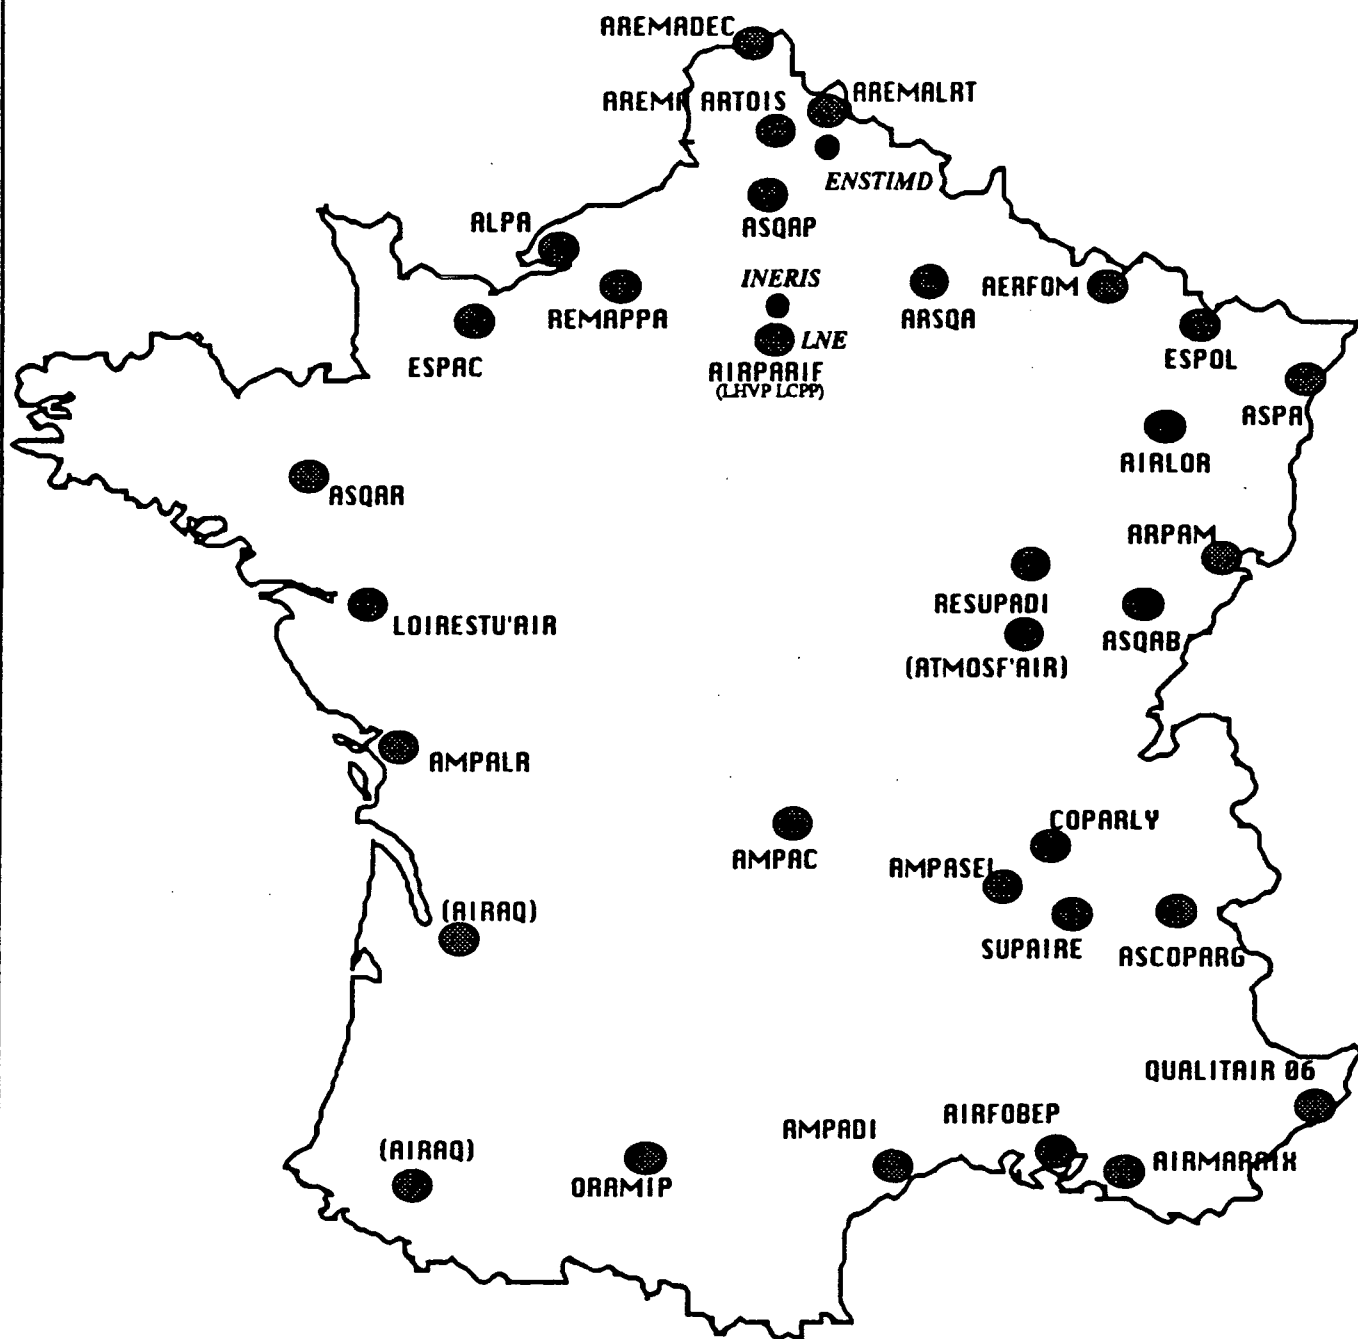 AREMADEC
AREMA ARTOIS
AREMALRT
ENSTIMD
ASQAP
ALPA
INERIS
REMAPPA
ARSQA
AERFOM
ESPAC
LNE
AIRPARIF
(LHVP LCPP)
ESPOL
ASPA
AIRLOR
ASQAR
ARPAM
RESUPADI
LOIRESTU'AIR
ASQAB
(ATMOSF'AIR)
AMPALR
COPARLY
AMPAC
AMPASEL
(AIRAQ)
SUPAIRE
ASCOPARG
QUALITAIR 06
AIRFOBEP
AMPADI
(AIRAQ)
AIRMARAIX
ORAMIP